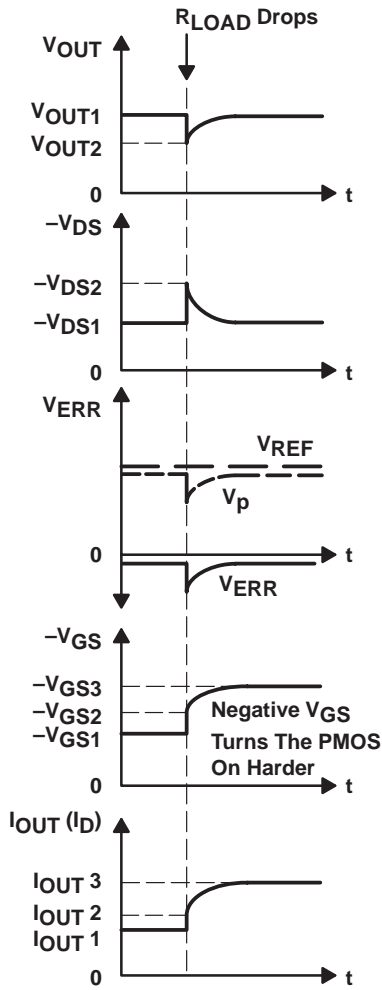 RLOAD Drops
VOUT
VOUT1
VOUT2
0
t
–VDS
–VDS2
–VDS1
0
t
VERR
VREF
Vp
0
t
VERR
–VGS
–VGS3
–VGS2
–VGS1
Negative VGS
Turns The PMOS
On Harder
0
t
IOUT (ID)
IOUT 3
IOUT 2
IOUT 1
0
t